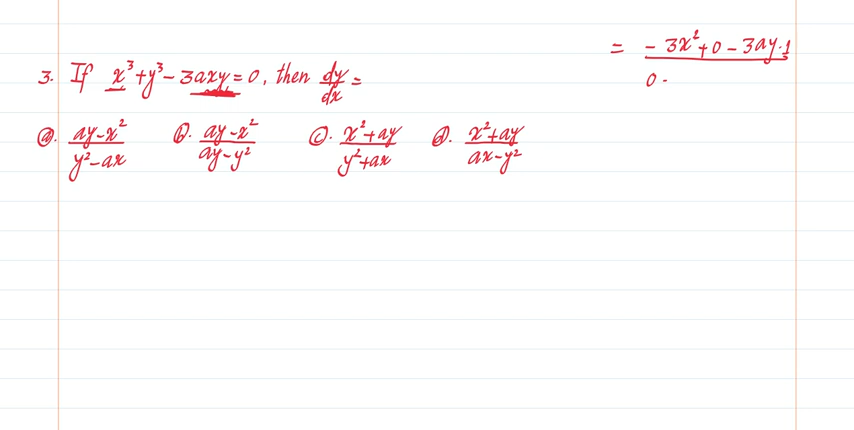 = - 3x²+0 - 3ay·1
0 -
3. If x³+y³ - 3axy = 0, then dy/dx =
ⓐ. ay-x²/y²-ax ⓑ. ay-x²/ay-y² ⓒ. x²+ay/y²+ax ⓓ. x²+ay/ax-y²